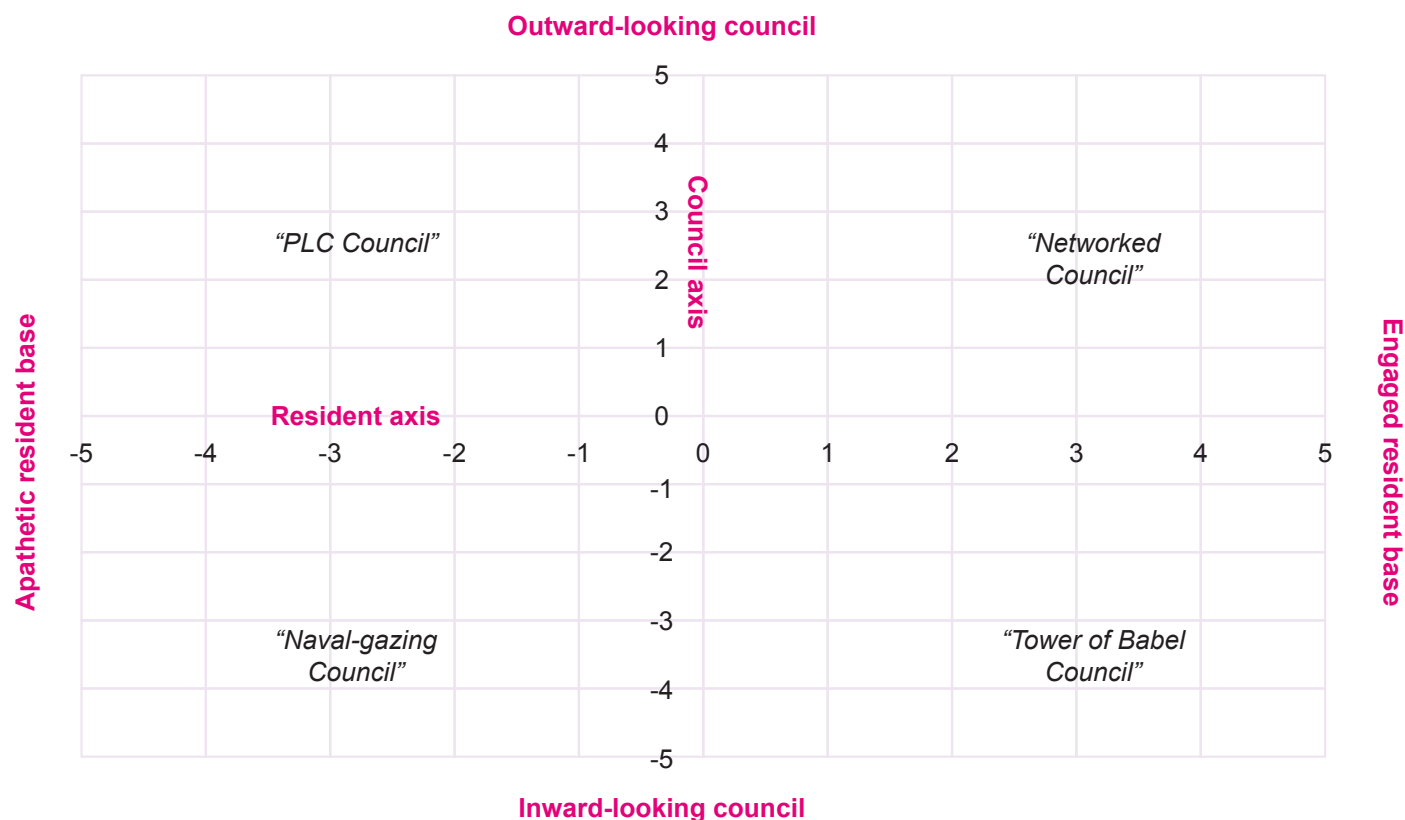 Outward-looking council
5
4
3
2
1
0
-1
-2
-3
-4
-5
Council axis
“PLC Council”
“Networked
Council”
Apathetic resident base
Engaged resident base
Resident axis
-5 -4 -3 -2 -1 0 1 2 3 4 5
“Naval-gazing
Council”
“Tower of Babel
Council”
Inward-looking council